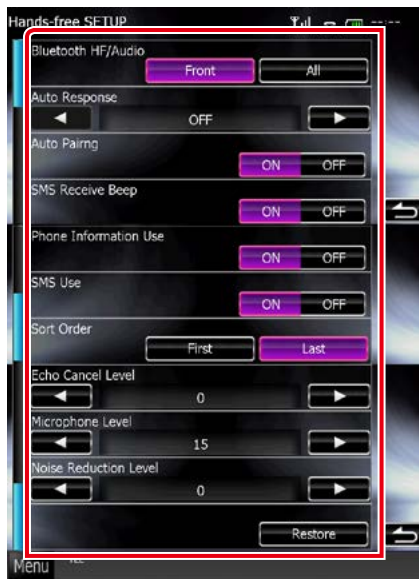 Hands-free SETUP
Bluetooth HF/Audio
Front All
Auto Response
OFF
Auto Pairng
ON OFF
SMS Receive Beep
ON OFF
Phone Information Use
ON OFF
SMS Use
ON OFF
Sort Order
First Last
Echo Cancel Level
0
Microphone Level
15
Noise Reduction Level
0
Restore
Menu